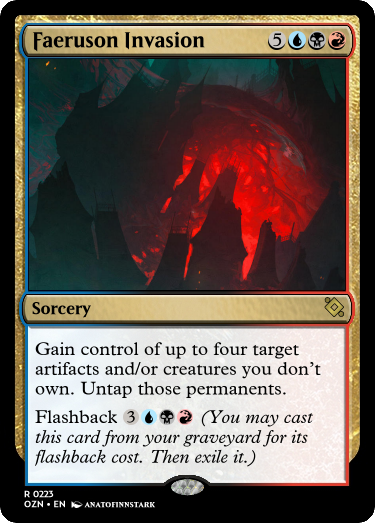 Faeruson Invasion 5
Sorcery
Gain control of up to four target
artifacts and/or creatures you don't
own. Untap those permanents.
Flashback 3 (You may cast
this card from your graveyard for its
flashback cost. Then exile it.)
R 0223
OZN • EN ANATOFINNSTARK